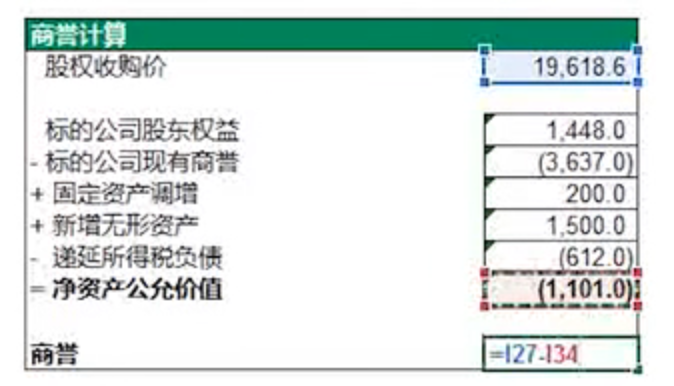 商誉计算
股权收购价 19,618.6
标的公司股东权益 1,448.0
- 标的公司现有商誉 (3,637.0)
+ 固定资产调增 200.0
+ 新增无形资产 1,500.0
- 递延所得税负债 (612.0)
= 净资产公允价值 (1,101.0)
商誉 =I27-I34